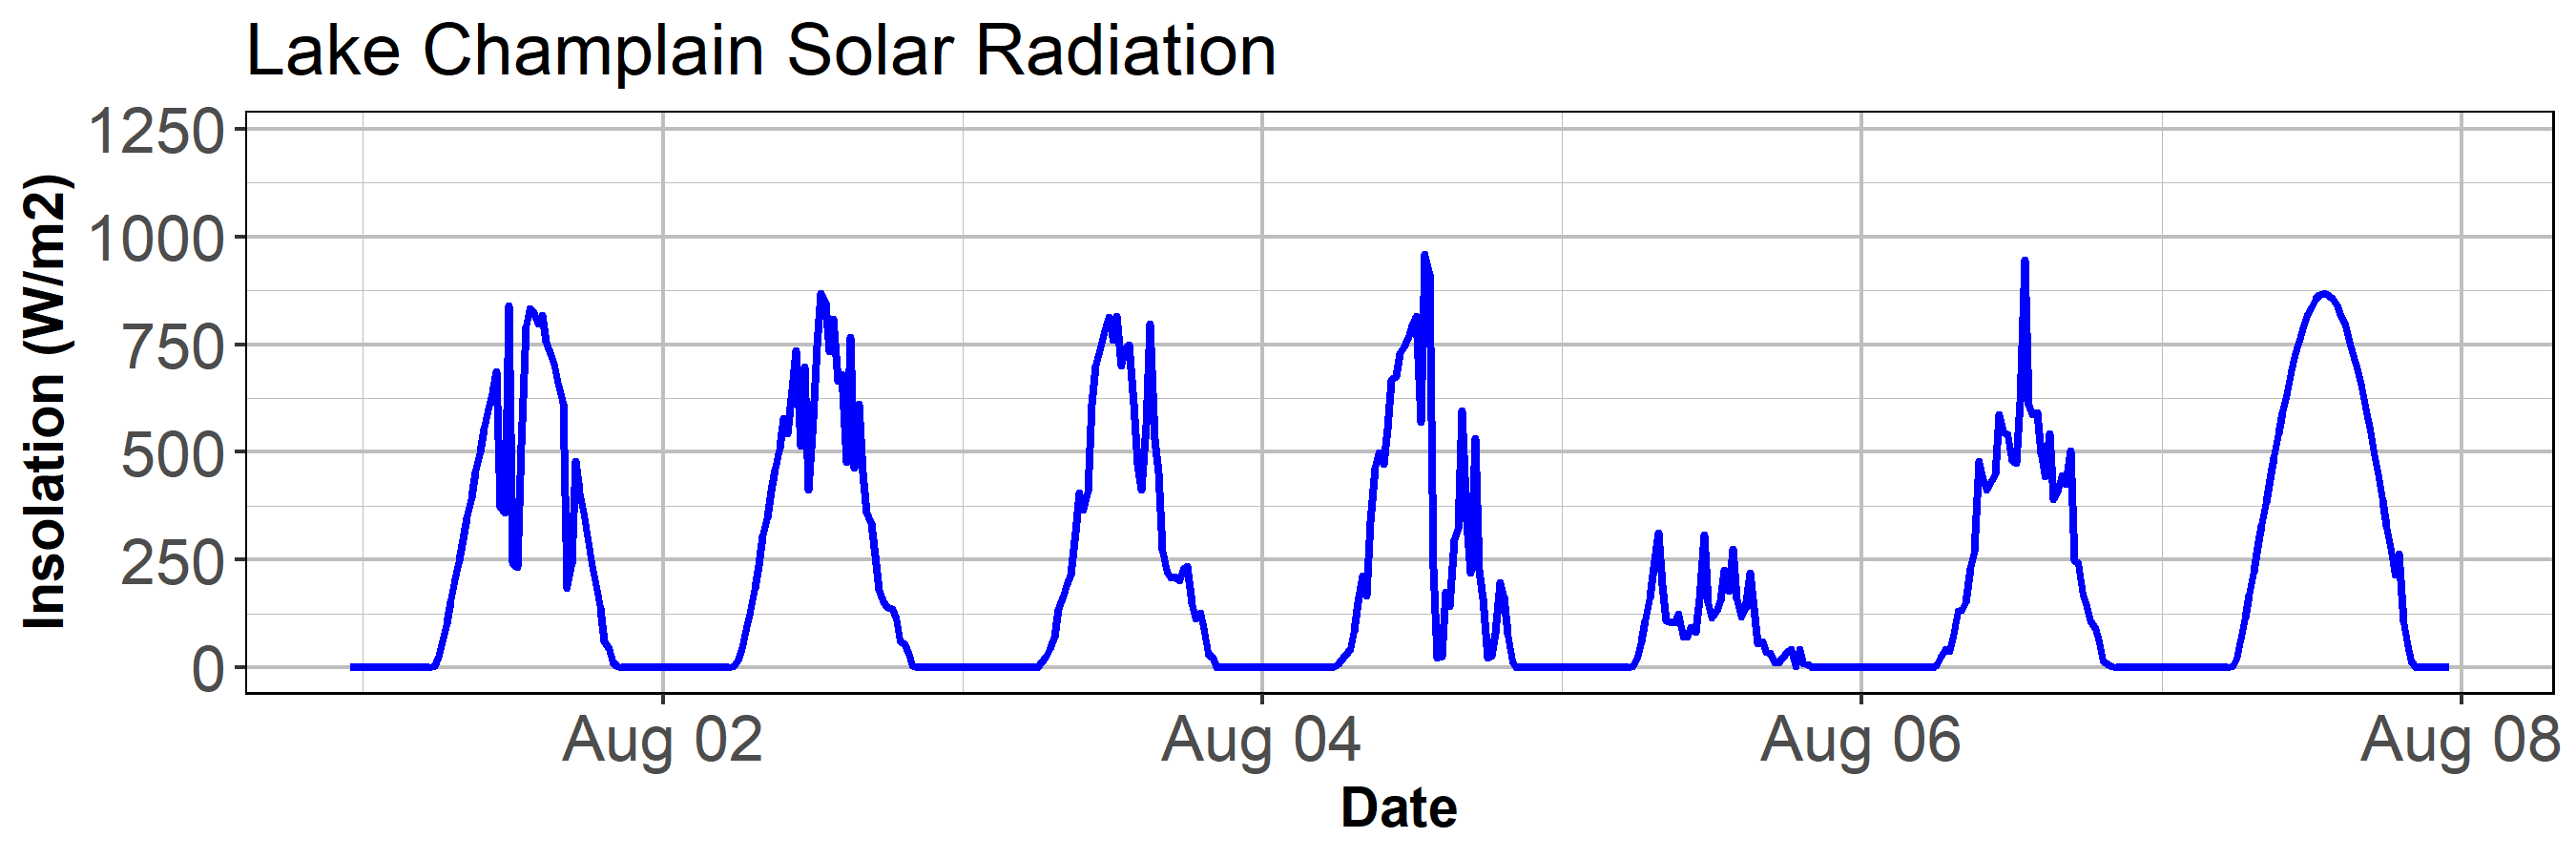 Lake Champlain Solar Radiation
Insolation (W/m2)
1250
1000
750
500
250
0
Aug 02 Aug 04 Aug 06 Aug 08
Date